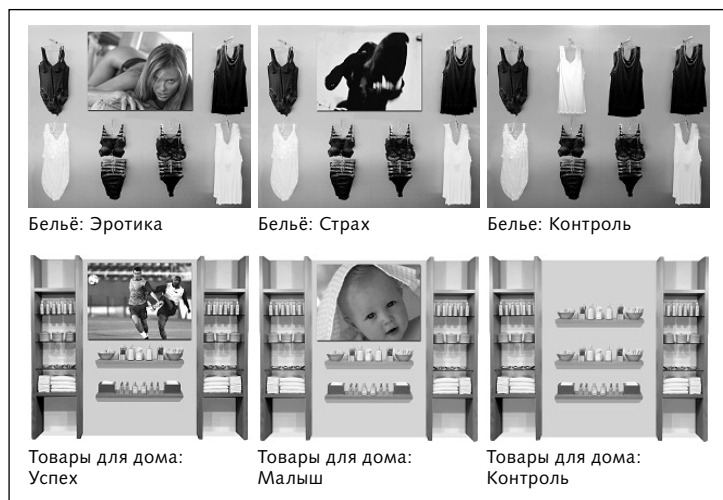 Бельё: Эротика
Бельё: Страх
Белье: Контроль
Товары для дома:
Успех
Товары для дома:
Малыш
Товары для дома:
Контроль